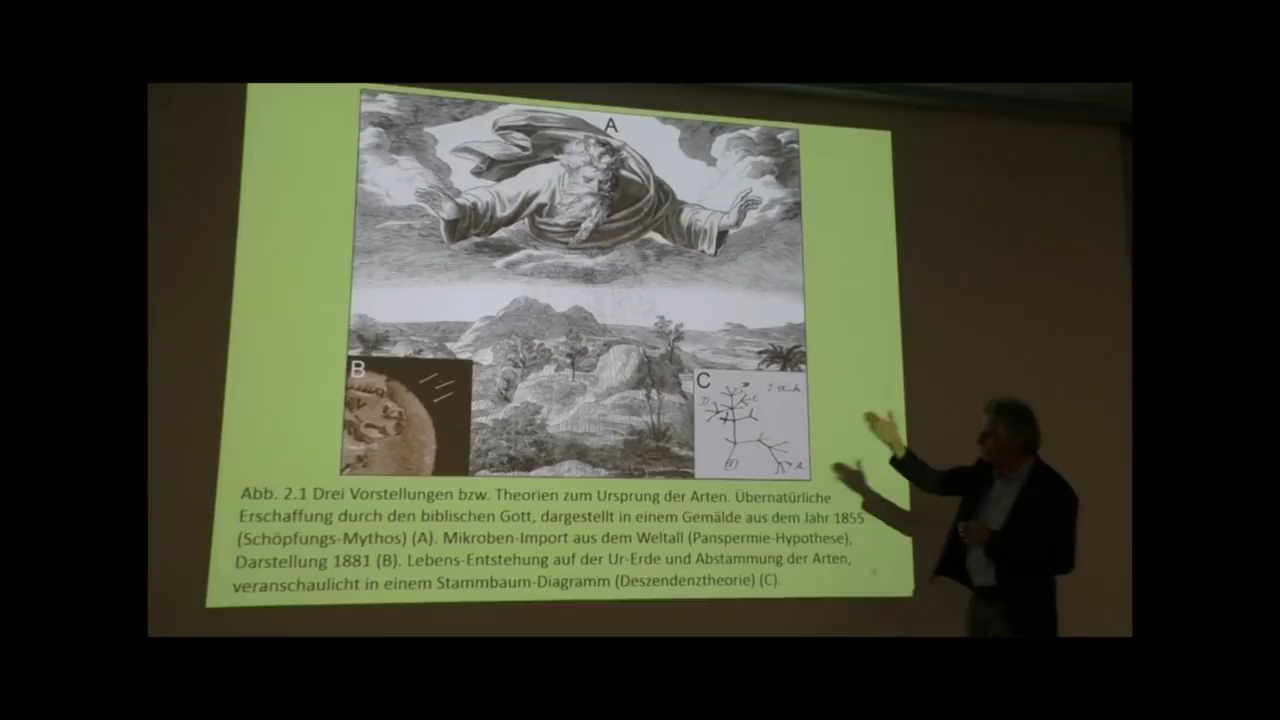 A
B
C
I think
Abb. 2.1 Drei Vorstellungen bzw. Theorien zum Ursprung der Arten. Übernatürliche
Erschaffung durch den biblischen Gott, dargestellt in einem Gemälde aus dem Jahr 1855
(Schöpfungs-Mythos) (A). Mikroben-Import aus dem Weltall (Panspermie-Hypothese),
Darstellung 1881 (B). Lebens-Entstehung auf der Ur-Erde und Abstammung der Arten,
veranschaulicht in einem Stammbaum-Diagramm (Deszendenztheorie) (C).